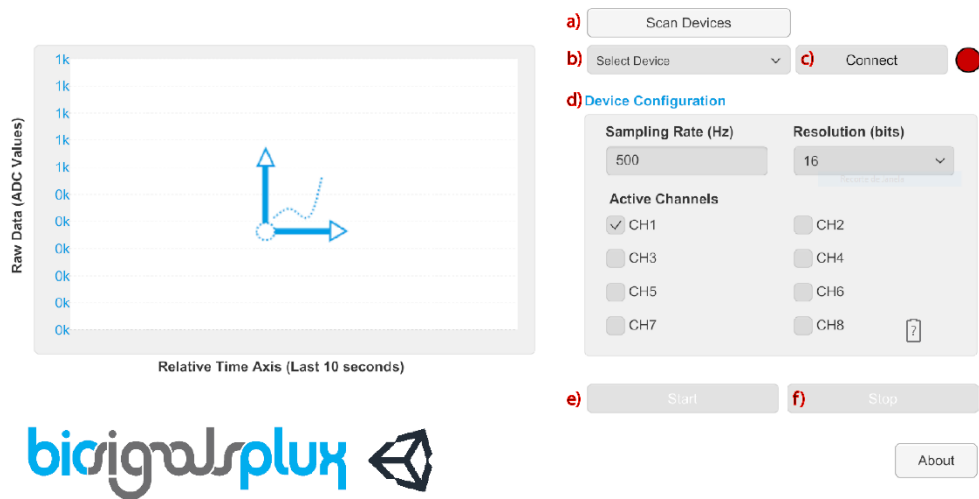 a) Scan Devices
b) Select Device c) Connect
d) Device Configuration
Sampling Rate (Hz) Resolution (bits)
500 16
Active Channels
CH1 CH2
CH3 CH4
CH5 CH6
CH7 CH8 ?
e) Start f) Stop
About
Raw Data (ADC Values)
1k
1k
1k
1k
1k
0k
0k
0k
0k
0k
0k
Relative Time Axis (Last 10 seconds)
biosignalsplux